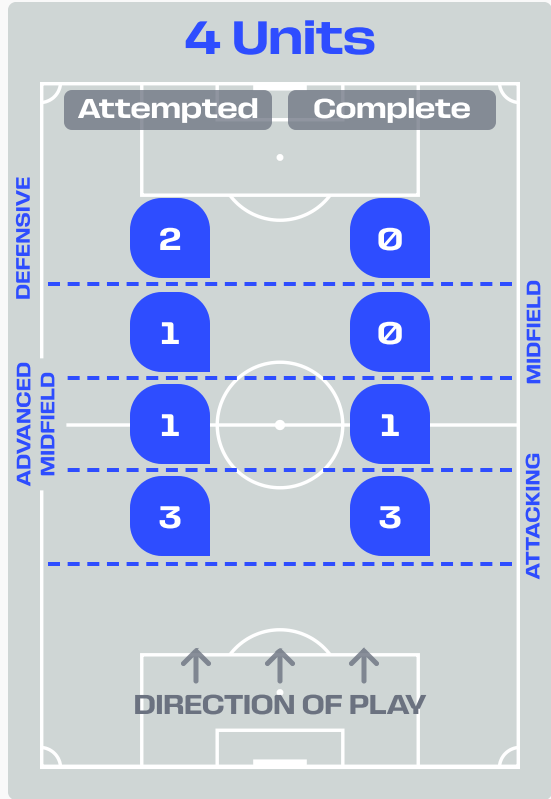 4 Units
Attempted Complete
DEFENSIVE
2 0
MIDFIELD
1 0
ADVANCED
MIDFIELD
1 1
ATTACKING
3 3
DIRECTION OF PLAY